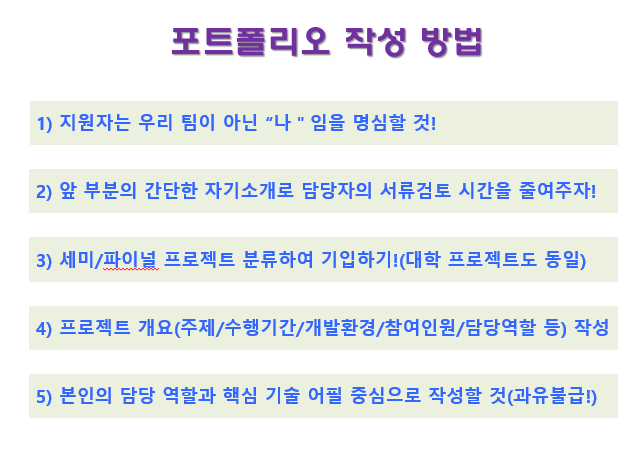 포트폴리오 작성 방법
1) 지원자는 우리 팀이 아닌 “나 " 임을 명심할 것!
2) 앞 부분의 간단한 자기소개로 담당자의 서류검토 시간을 줄여주자!
3) 세미/파이널 프로젝트 분류하여 기입하기!(대학 프로젝트도 동일)
4) 프로젝트 개요(주제/수행기간/개발환경/참여인원/담당역할 등) 작성
5) 본인의 담당 역할과 핵심 기술 어필 중심으로 작성할 것(과유불급!)